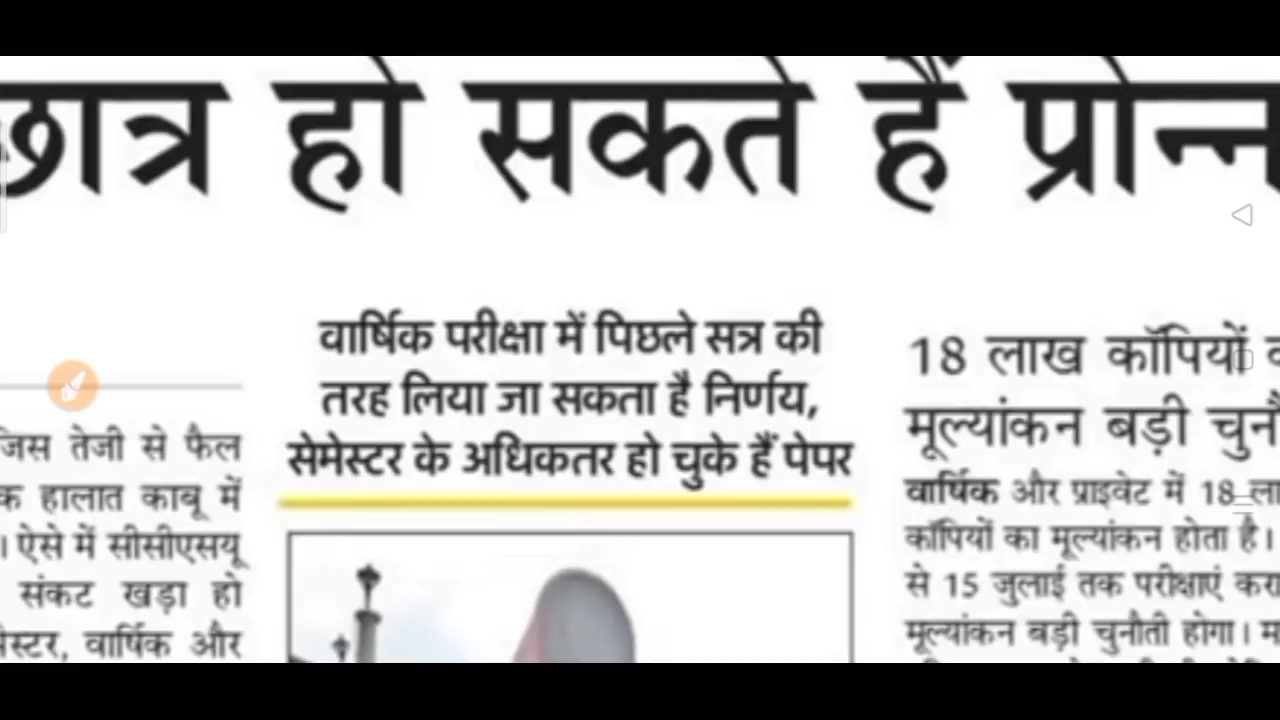 छात्र हो सकते हैं प्रोन्न
वार्षिक परीक्षा में पिछले सत्र की
तरह लिया जा सकता है निर्णय,
सेमेस्टर के अधिकतर हो चुके हैं पेपर
जिस तेजी से फैल
क हालात काबू में
। ऐसे में सीसीएसयू
संकट खड़ा हो
मेस्टर, वार्षिक और
18 लाख कॉपियों
मूल्यांकन बड़ी चुनौ
वार्षिक और प्राइवेट में 18 ला
कॉपियों का मूल्यांकन होता है।
से 15 जुलाई तक परीक्षाएं करा
मूल्यांकन बड़ी चुनौती होगा। म